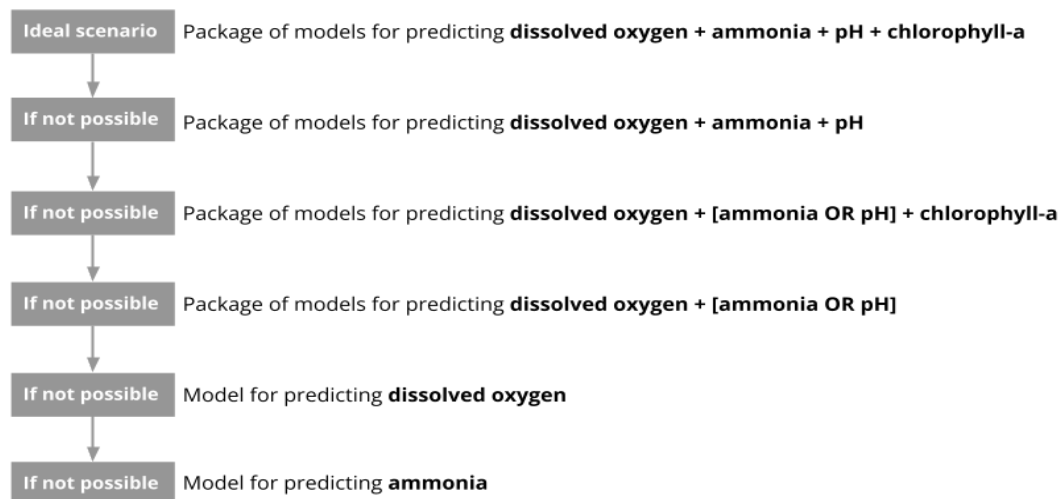 Ideal scenario Package of models for predicting dissolved oxygen + ammonia + pH + chlorophyll-a
If not possible Package of models for predicting dissolved oxygen + ammonia + pH
If not possible Package of models for predicting dissolved oxygen + [ammonia OR pH] + chlorophyll-a
If not possible Package of models for predicting dissolved oxygen + [ammonia OR pH]
If not possible Model for predicting dissolved oxygen
If not possible Model for predicting ammonia